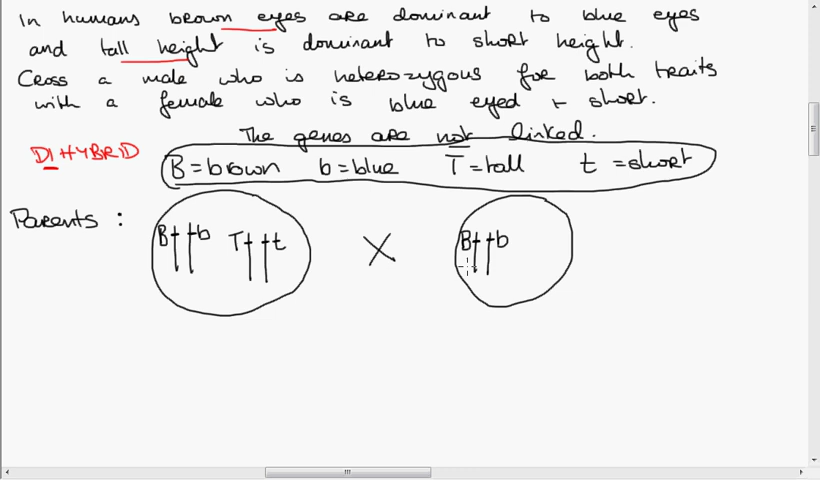 In humans brown eyes are dominant to blue eyes
and tall height is dominant to short height.
Cross a male who is heterozygous for both traits
with a female who is blue eyed + short.
The genes are not linked.
DIHYBRID
B = brown b = blue T = tall t = short
Parents :
B b T t X B b